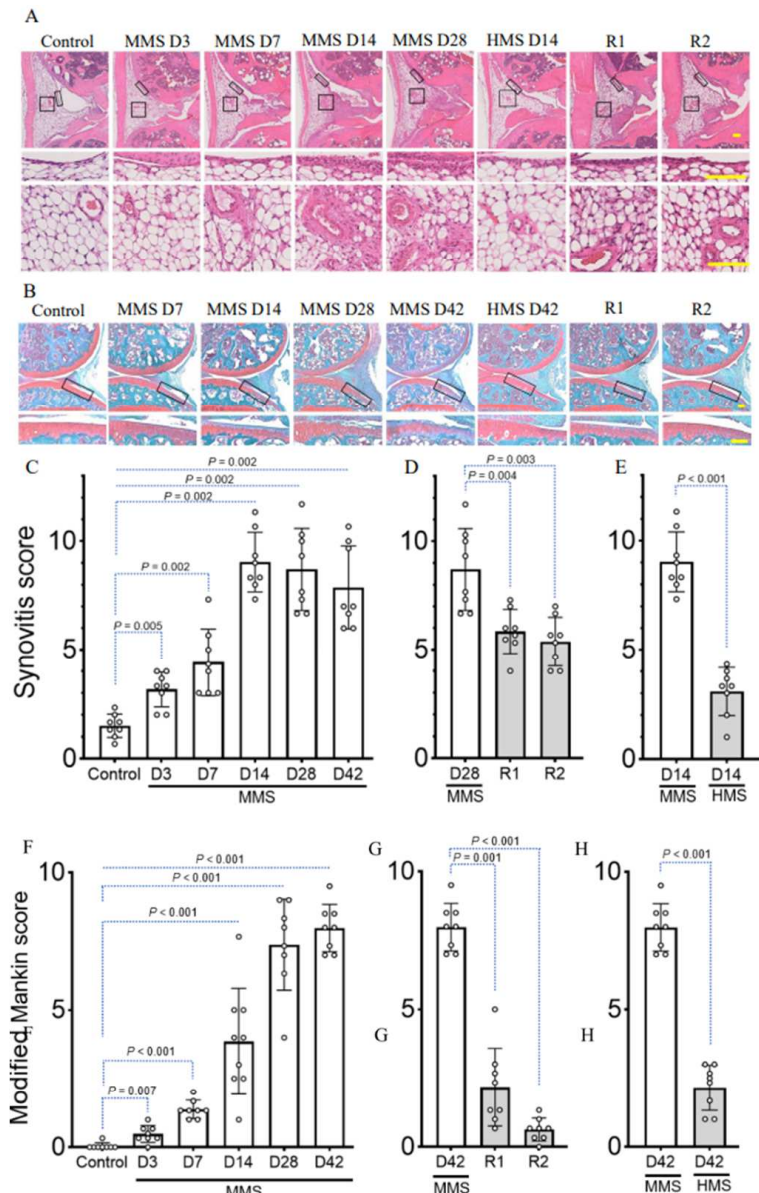 A
Control MMS D3 MMS D7 MMS D14 MMS D28 HMS D14 R1 R2
B
Control MMS D7 MMS D14 MMS D28 MMS D42 HMS D42 R1 R2
C
P = 0.002
P = 0.002
P = 0.002
P = 0.002
P = 0.005
Synovitis score
10
5
0
Control D3 D7 D14 D28 D42
MMS
D
P = 0.003
P = 0.004
10
5
0
D28 R1 R2
MMS
E
P < 0.001
10
5
0
D14 D14
MMS HMS
F
P < 0.001
P < 0.001
P < 0.001
P < 0.001
P = 0.007
Modified Mankin score
10
5
0
Control D3 D7 D14 D28 D42
MMS
G
P < 0.001
P = 0.001
10
5
G
0
D42 R1 R2
MMS
H
P < 0.001
10
5
H
0
D42 D42
MMS HMS